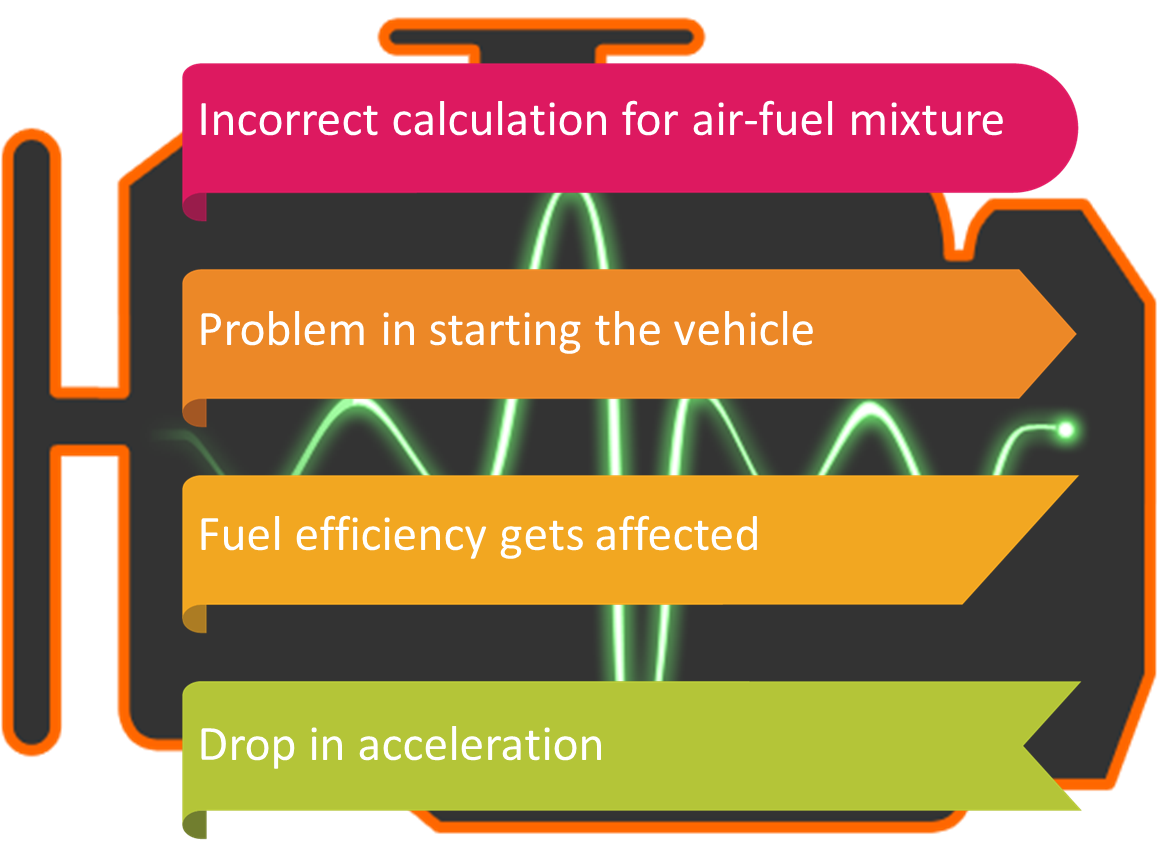 Incorrect calculation for air-fuel mixture
Problem in starting the vehicle
Fuel efficiency gets affected
Drop in acceleration